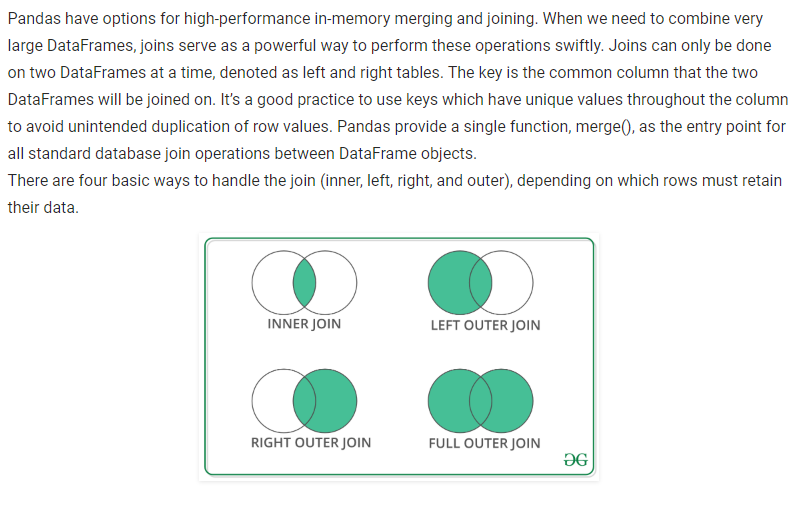 Pandas have options for high-performance in-memory merging and joining. When we need to combine very
large DataFrames, joins serve as a powerful way to perform these operations swiftly. Joins can only be done
on two DataFrames at a time, denoted as left and right tables. The key is the common column that the two
DataFrames will be joined on. It’s a good practice to use keys which have unique values throughout the column
to avoid unintended duplication of row values. Pandas provide a single function, merge(), as the entry point for
all standard database join operations between DataFrame objects.
There are four basic ways to handle the join (inner, left, right, and outer), depending on which rows must retain
their data.
INNER JOIN
LEFT OUTER JOIN
RIGHT OUTER JOIN
FULL OUTER JOIN